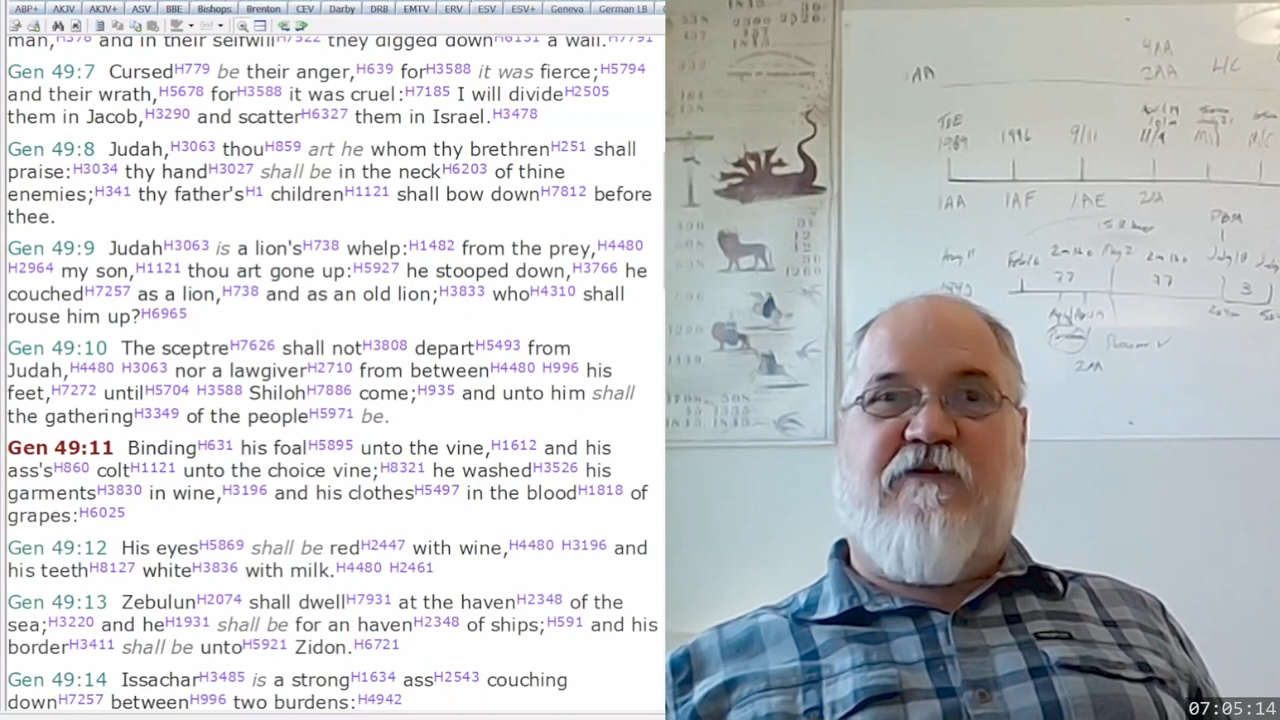 ABP+ AKJV AKJV+ ASV BBE Bishops Brenton CEV Darby DRB EMTV ERV ESV ESV+ Geneva German LB
man,H376 and in their selfwill H7522 they digged down H6131 a wall. H7791
Gen 49:7 Cursed H779 be their anger, H639 for H3588 it was fierce; H5794
and their wrath, H5678 for H3588 it was cruel: H7185 I will divide H2505
them in Jacob, H3290 and scatter H6327 them in Israel. H3478
Gen 49:8 Judah, H3063 thou H859 art he whom thy brethren H251 shall
praise: H3034 thy hand H3027 shall be in the neck H6203 of thine
enemies; H341 thy father's H1 children H1121 shall bow down H7812 before
thee.
Gen 49:9 Judah H3063 is a lion's H738 whelp: H1482 from the prey, H4480
H2964 my son, H1121 thou art gone up: H5927 he stooped down, H3766 he
couched H7257 as a lion, H738 and as an old lion; H3833 who H4310 shall
rouse him up? H6965
Gen 49:10 The sceptre H7626 shall not H3808 depart H5493 from
Judah, H4480 H3063 nor a lawgiver H2710 from between H4480 H996 his
feet, H7272 until H5704 H3588 Shiloh H7886 come; H935 and unto him shall
the gathering H3349 of the people H5971 be.
Gen 49:11 Binding H631 his foal H5895 unto the vine, H1612 and his
ass's H860 colt H1121 unto the choice vine; H8321 he washed H3526 his
garments H3830 in wine, H3196 and his clothes H5497 in the blood H1818 of
grapes: H6025
Gen 49:12 His eyes H5869 shall be red H2447 with wine, H4480 H3196 and
his teeth H8127 white H3836 with milk. H4480 H2461
Gen 49:13 Zebulun H2074 shall dwell H7931 at the haven H2348 of the
sea; H3220 and he H1931 shall be for an haven H2348 of ships; H591 and his
border H3411 shall be unto H5921 Zidon. H6721
Gen 49:14 Issachar H3485 is a strong H1634 ass H2543 couching
down H7257 between H996 two burdens: H4942
4AA
AA 2AA
1989 1996 9/11 11/9
1AA 1AF 1AE 2A
77 77 3
2AA
07:05:14